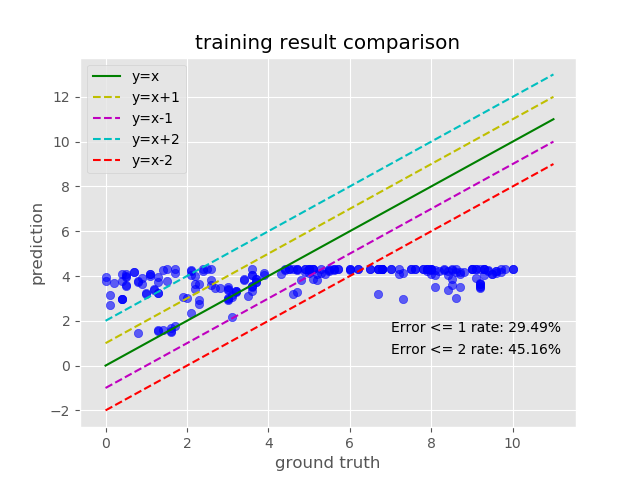 training result comparison
y=x
y=x+1
y=x-1
y=x+2
y=x-2
12
10
8
6
4
2
0
−2
prediction
Error <= 1 rate: 29.49%
Error <= 2 rate: 45.16%
0 2 4 6 8 10
ground truth